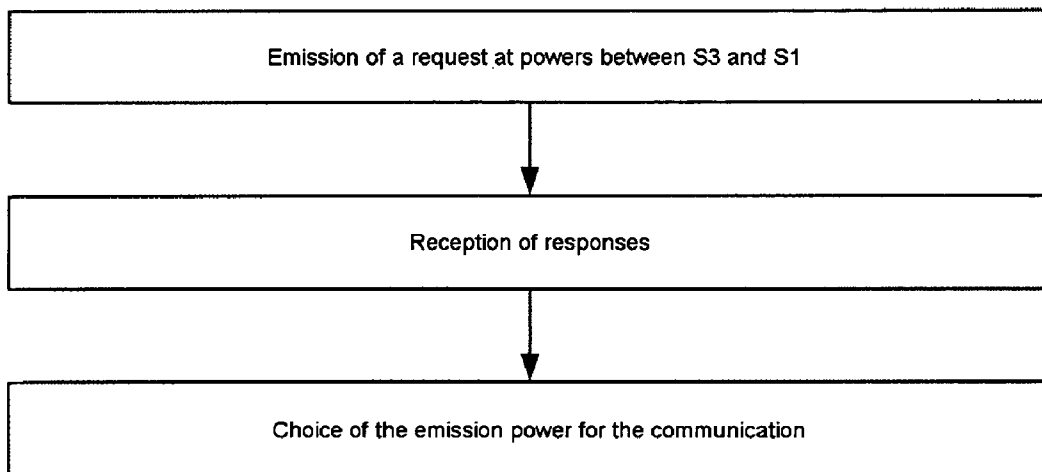 Emission of a request at powers between S3 and S1
Reception of responses
Choice of the emission power for the communication